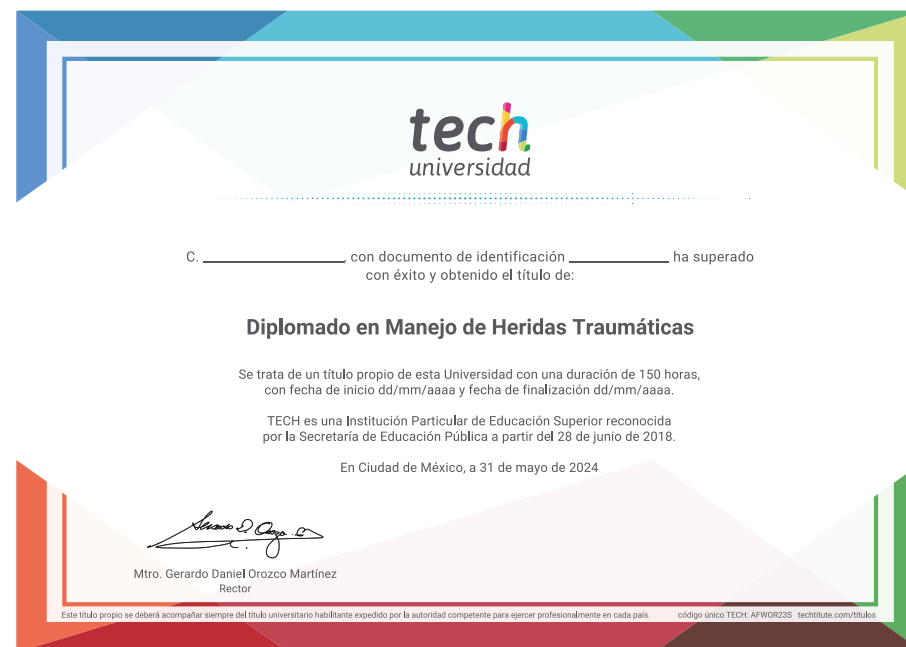 tech
universidad
C. ____________________, con documento de identificación ______________ ha superado
con éxito y obtenido el título de:
Diplomado en Manejo de Heridas Traumáticas
Se trata de un título propio de esta Universidad con una duración de 150 horas,
con fecha de inicio dd/mm/aaaa y fecha de finalización dd/mm/aaaa.
TECH es una Institución Particular de Educación Superior reconocida
por la Secretaría de Educación Pública a partir del 28 de junio de 2018.
En Ciudad de México, a 31 de mayo de 2024
Mtro. Gerardo Daniel Orozco Martínez
Rector
Este título propio se deberá acompañar siempre del título universitario habilitante expedido por la autoridad competente para ejercer profesionalmente en cada país. código único TECH: AFWOR23S techtitute.com/titulos